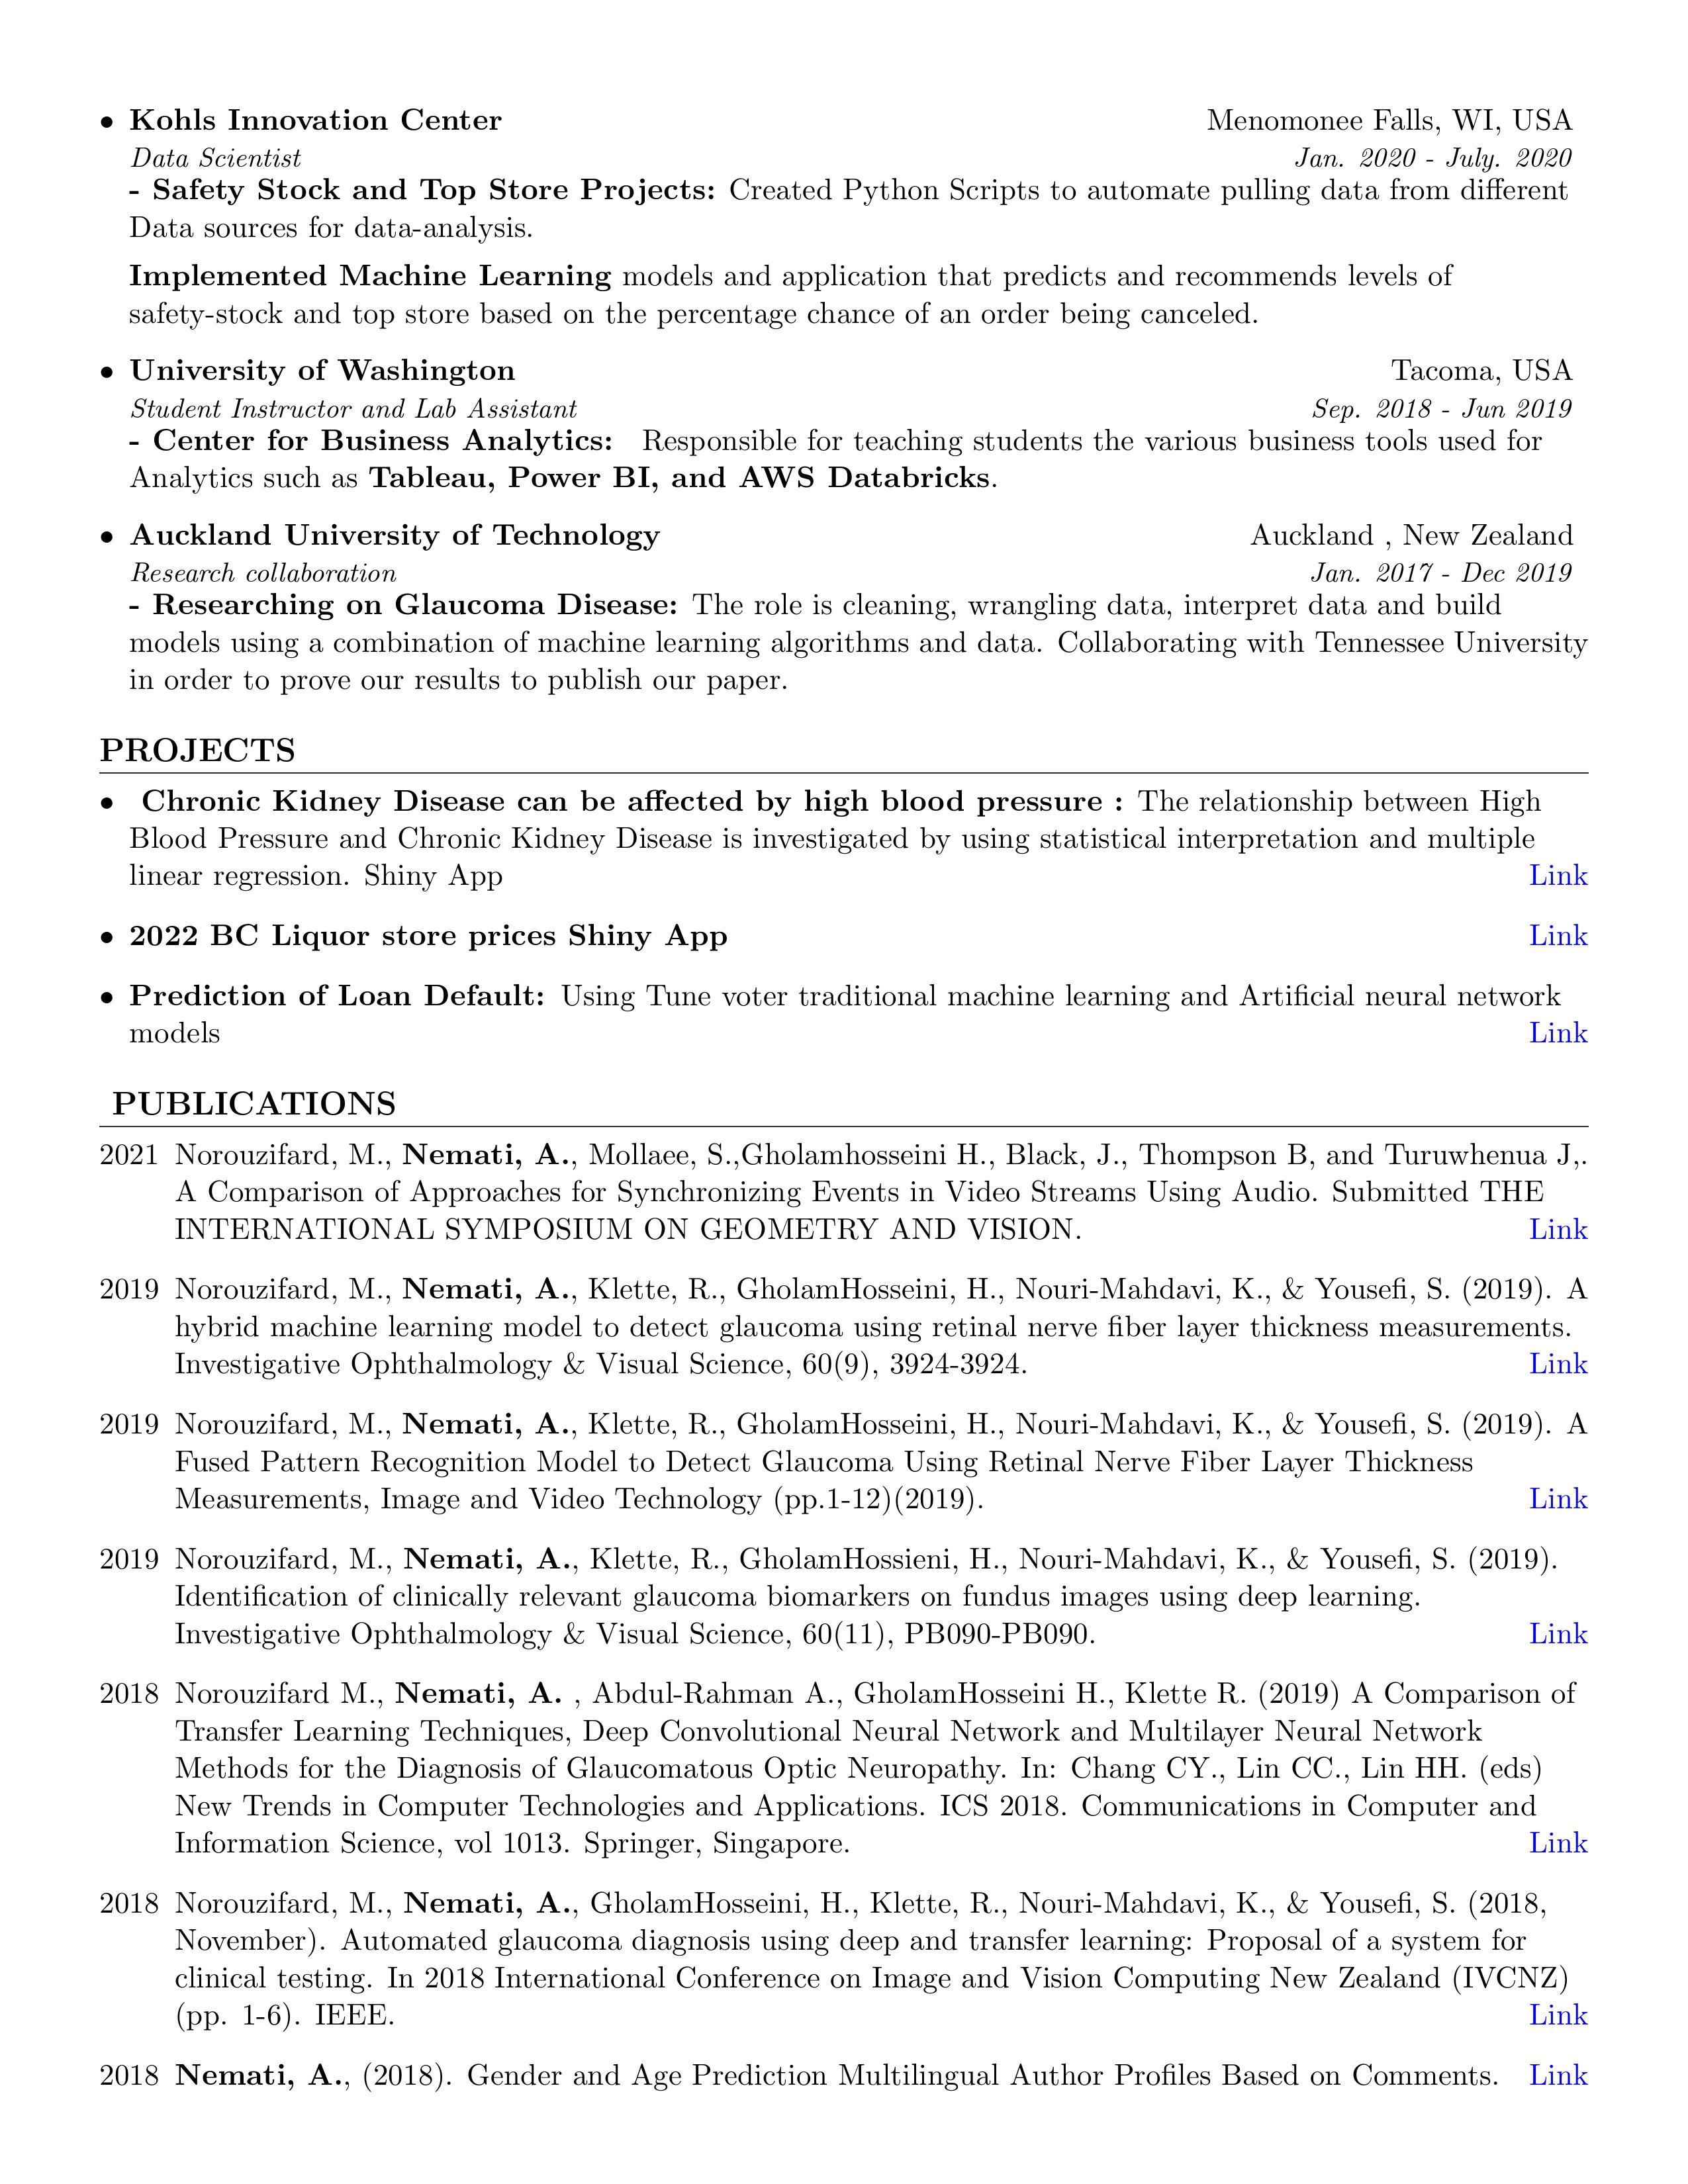 • Kohls Innovation Center Menomonee Falls, WI, USA
Data Scientist Jan. 2020 - July. 2020
- Safety Stock and Top Store Projects: Created Python Scripts to automate pulling data from different
Data sources for data-analysis.
Implemented Machine Learning models and application that predicts and recommends levels of
safety-stock and top store based on the percentage chance of an order being canceled.
• University of Washington Tacoma, USA
Student Instructor and Lab Assistant Sep. 2018 - Jun 2019
- Center for Business Analytics: Responsible for teaching students the various business tools used for
Analytics such as Tableau, Power BI, and AWS Databricks.
• Auckland University of Technology Auckland , New Zealand
Research collaboration Jan. 2017 - Dec 2019
- Researching on Glaucoma Disease: The role is cleaning, wrangling data, interpret data and build
models using a combination of machine learning algorithms and data. Collaborating with Tennessee University
in order to prove our results to publish our paper.
PROJECTS
• Chronic Kidney Disease can be affected by high blood pressure : The relationship between High
Blood Pressure and Chronic Kidney Disease is investigated by using statistical interpretation and multiple
linear regression. Shiny App Link
• 2022 BC Liquor store prices Shiny App Link
• Prediction of Loan Default: Using Tune voter traditional machine learning and Artificial neural network
models Link
PUBLICATIONS
2021 Norouzifard, M., Nemati, A., Mollaee, S.,Gholamhosseini H., Black, J., Thompson B, and Turuwhenua J,.
A Comparison of Approaches for Synchronizing Events in Video Streams Using Audio. Submitted THE
INTERNATIONAL SYMPOSIUM ON GEOMETRY AND VISION. Link
2019 Norouzifard, M., Nemati, A., Klette, R., GholamHosseini, H., Nouri-Mahdavi, K., & Yousefi, S. (2019). A
hybrid machine learning model to detect glaucoma using retinal nerve fiber layer thickness measurements.
Investigative Ophthalmology & Visual Science, 60(9), 3924-3924. Link
2019 Norouzifard, M., Nemati, A., Klette, R., GholamHosseini, H., Nouri-Mahdavi, K., & Yousefi, S. (2019). A
Fused Pattern Recognition Model to Detect Glaucoma Using Retinal Nerve Fiber Layer Thickness
Measurements, Image and Video Technology (pp.1-12)(2019). Link
2019 Norouzifard, M., Nemati, A., Klette, R., GholamHossieni, H., Nouri-Mahdavi, K., & Yousefi, S. (2019).
Identification of clinically relevant glaucoma biomarkers on fundus images using deep learning.
Investigative Ophthalmology & Visual Science, 60(11), PB090-PB090. Link
2018 Norouzifard M., Nemati, A. , Abdul-Rahman A., GholamHosseini H., Klette R. (2019) A Comparison of
Transfer Learning Techniques, Deep Convolutional Neural Network and Multilayer Neural Network
Methods for the Diagnosis of Glaucomatous Optic Neuropathy. In: Chang CY., Lin CC., Lin HH. (eds)
New Trends in Computer Technologies and Applications. ICS 2018. Communications in Computer and
Information Science, vol 1013. Springer, Singapore. Link
2018 Norouzifard, M., Nemati, A., GholamHosseini, H., Klette, R., Nouri-Mahdavi, K., & Yousefi, S. (2018,
November). Automated glaucoma diagnosis using deep and transfer learning: Proposal of a system for
clinical testing. In 2018 International Conference on Image and Vision Computing New Zealand (IVCNZ)
(pp. 1-6). IEEE. Link
2018 Nemati, A., (2018). Gender and Age Prediction Multilingual Author Profiles Based on Comments. Link